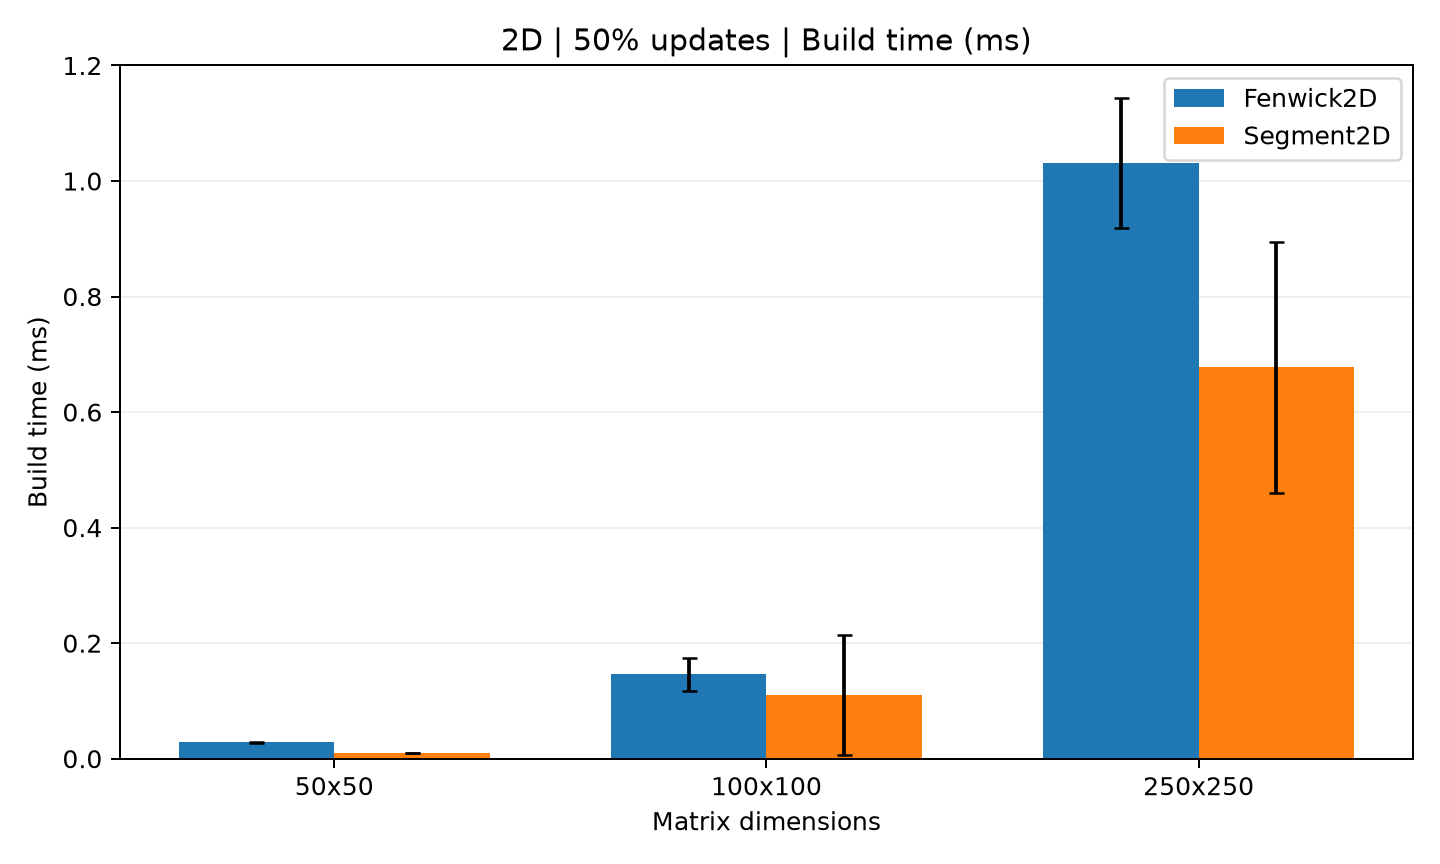 2D | 50% updates | Build time (ms)
Fenwick2D
Segment2D
Build time (ms)
1.2
1.0
0.8
0.6
0.4
0.2
0.0
50x50
100x100
250x250
Matrix dimensions